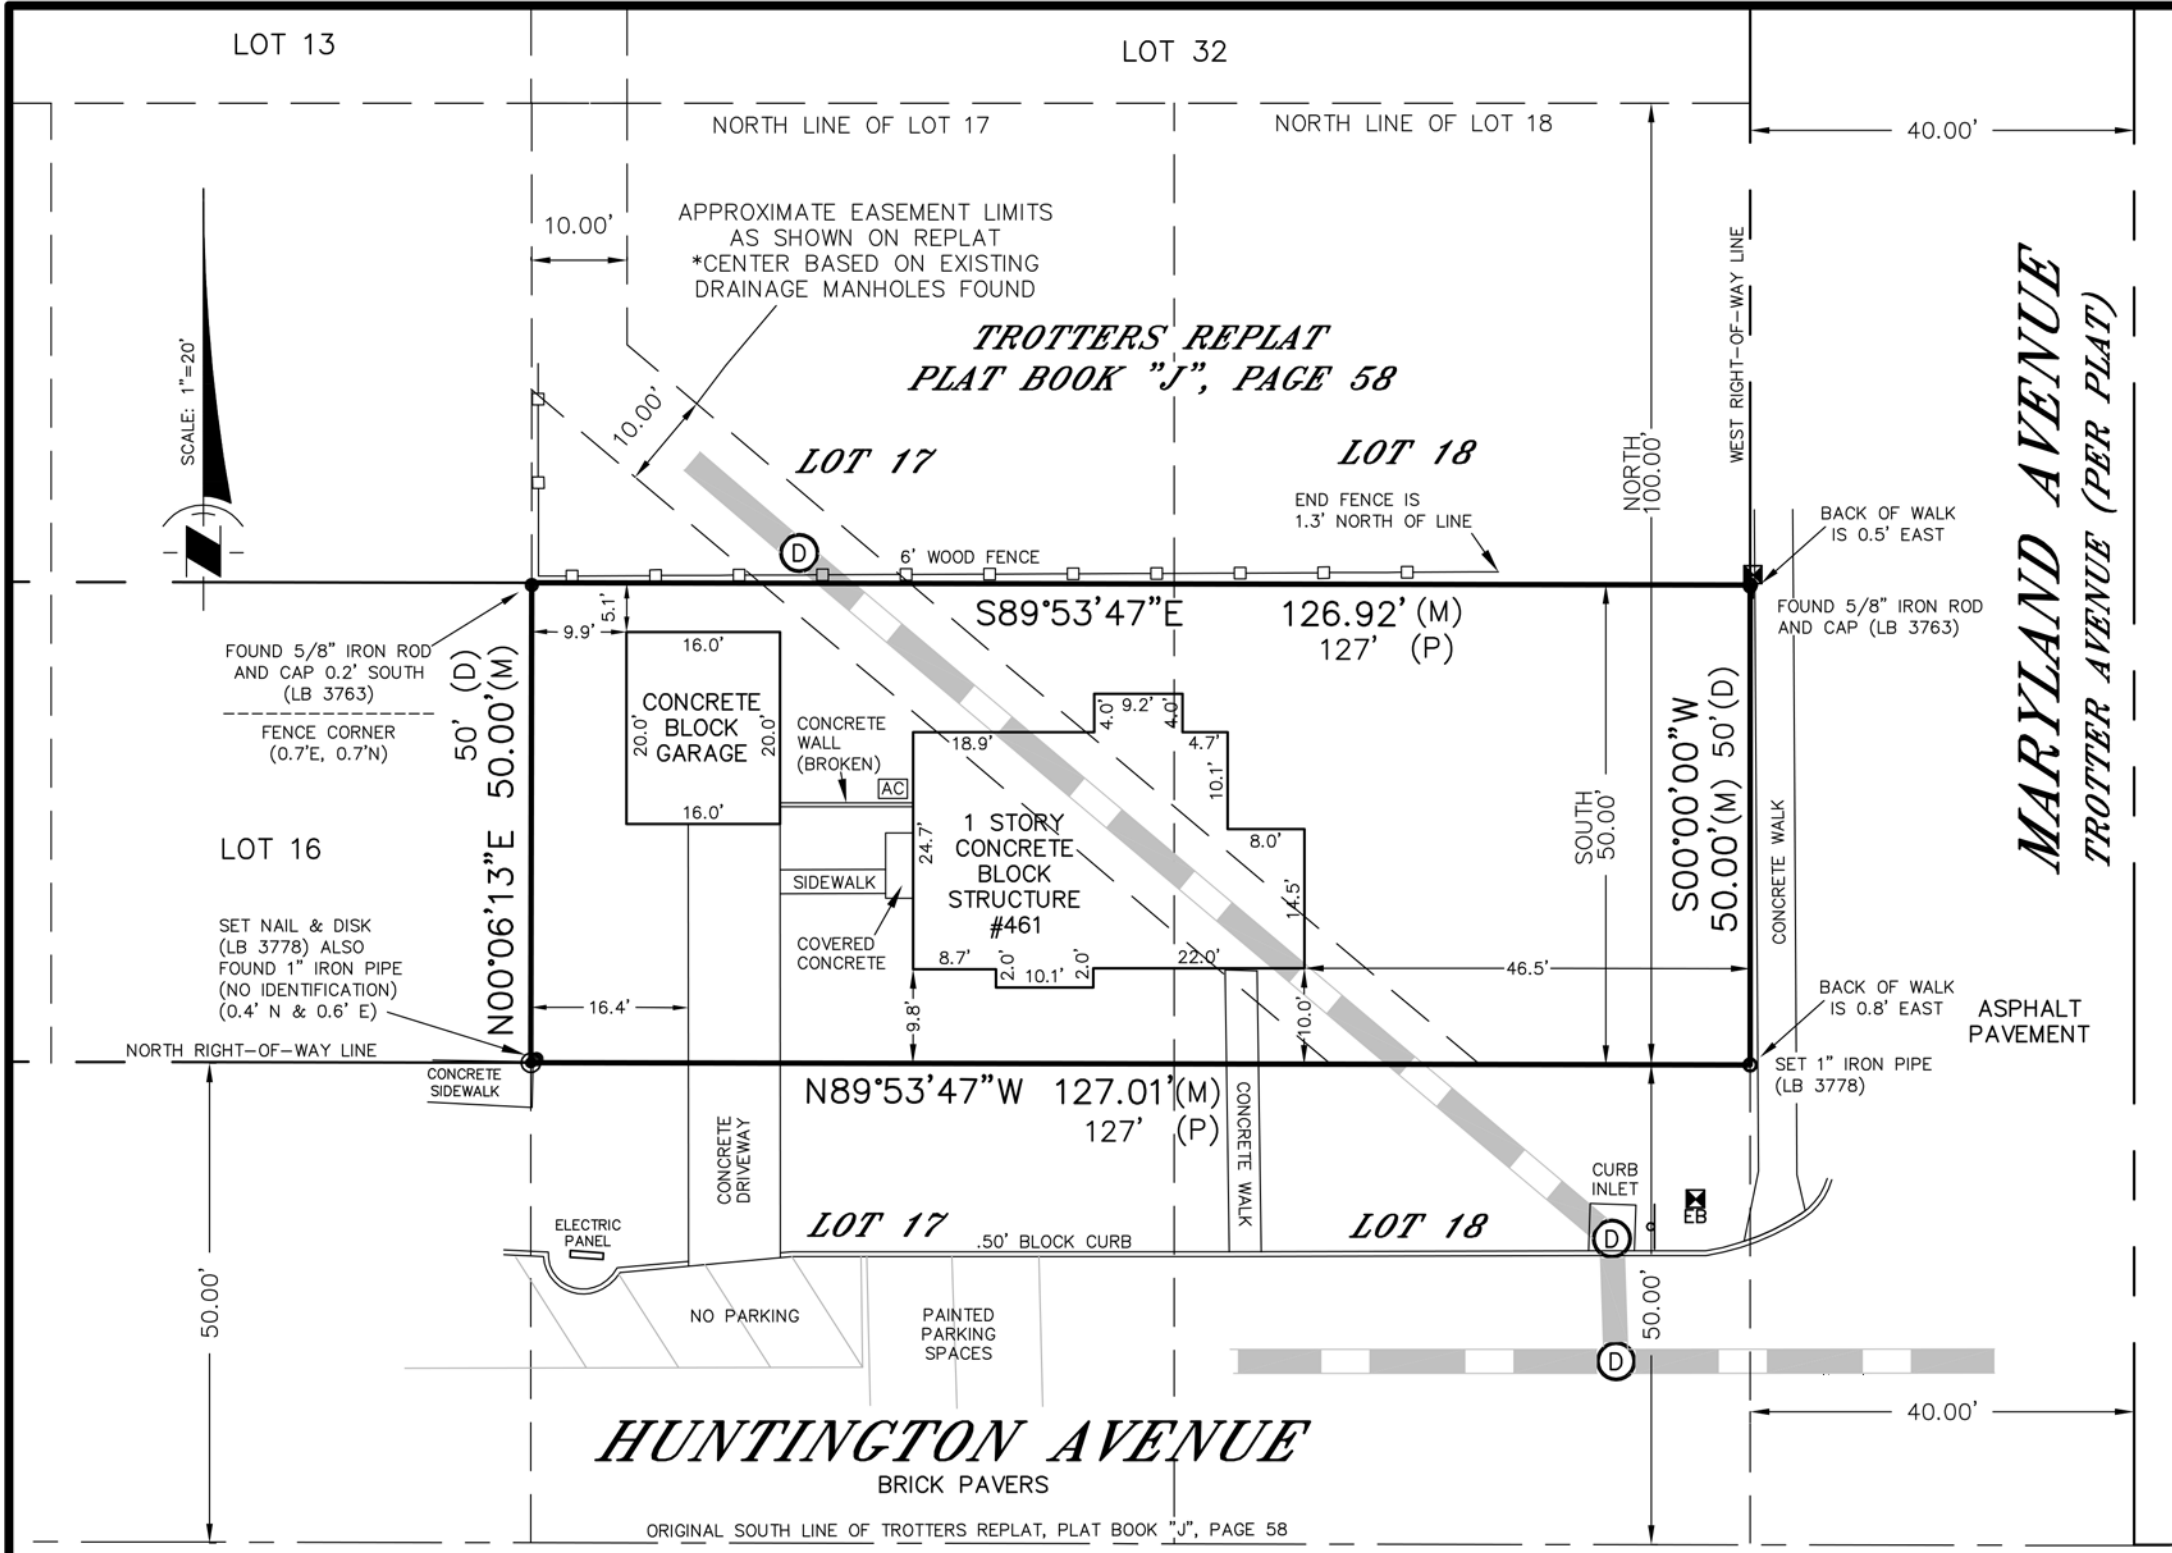 LOT 13
LOT 32
NORTH LINE OF LOT 17
NORTH LINE OF LOT 18
40.00'
10.00'
APPROXIMATE EASEMENT LIMITS
AS SHOWN ON REPLAT
*CENTER BASED ON EXISTING
DRAINAGE MANHOLES FOUND
SCALE: 1"=20'
10.00'
TROTTERS REPLAT
PLAT BOOK "J", PAGE 58
LOT 17
LOT 18
NORTH
100.00'
WEST RIGHT-OF-WAY LINE
MARYLAND AVENUE
TROTTER AVENUE (PER PLAT)
END FENCE IS
1.3' NORTH OF LINE
BACK OF WALK
IS 0.5' EAST
D
6' WOOD FENCE
S89°53'47"E 126.92' (M)
127' (P)
FOUND 5/8" IRON ROD
AND CAP (LB 3763)
FOUND 5/8" IRON ROD
AND CAP 0.2' SOUTH
(LB 3763)
FENCE CORNER
(0.7'E, 0.7'N)
50' (D)
N00°06'13"E 50.00'(M)
9.9'
5.1'
16.0'
CONCRETE
BLOCK
GARAGE
20.0'
20.0'
16.0'
CONCRETE
WALL
(BROKEN)
AC
18.9'
4.0'
9.2'
4.0'
4.7'
10.1'
8.0'
14.5'
24.7'
1 STORY
CONCRETE
BLOCK
STRUCTURE
#461
SOUTH
50.00'
S00°00'00"W
50.00'(M) 50'(D)
CONCRETE WALK
LOT 16
SIDEWALK
COVERED
CONCRETE
8.7'
2.0'
10.1'
2.0'
22.0'
46.5'
SET NAIL & DISK
(LB 3778) ALSO
FOUND 1" IRON PIPE
(NO IDENTIFICATION)
(0.4' N & 0.6' E)
16.4'
9.8'
10.0'
BACK OF WALK
IS 0.8' EAST
ASPHALT
PAVEMENT
NORTH RIGHT-OF-WAY LINE
CONCRETE
SIDEWALK
SET 1" IRON PIPE
(LB 3778)
N89°53'47"W 127.01'(M)
127' (P)
CONCRETE
DRIVEWAY
CONCRETE WALK
CURB
INLET
EB
ELECTRIC
PANEL
LOT 17
LOT 18
.50' BLOCK CURB
D
50.00'
NO PARKING
PAINTED
PARKING
SPACES
50.00'
D
40.00'
HUNTINGTON AVENUE
BRICK PAVERS
ORIGINAL SOUTH LINE OF TROTTERS REPLAT, PLAT BOOK "J", PAGE 58